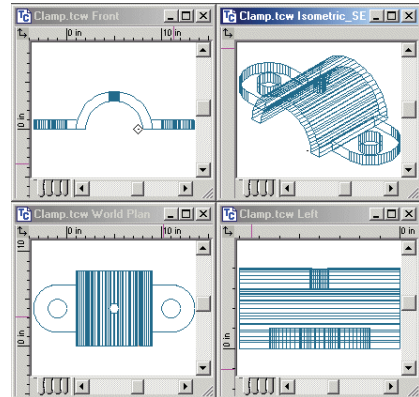 Clamp.tcw Front
0 in
10 in
0 in
Clamp.tcw Isometric_SE
Clamp.tcw World Plan
0 in
10 in
10
0 in
Clamp.tcw Left
0 in
0 in